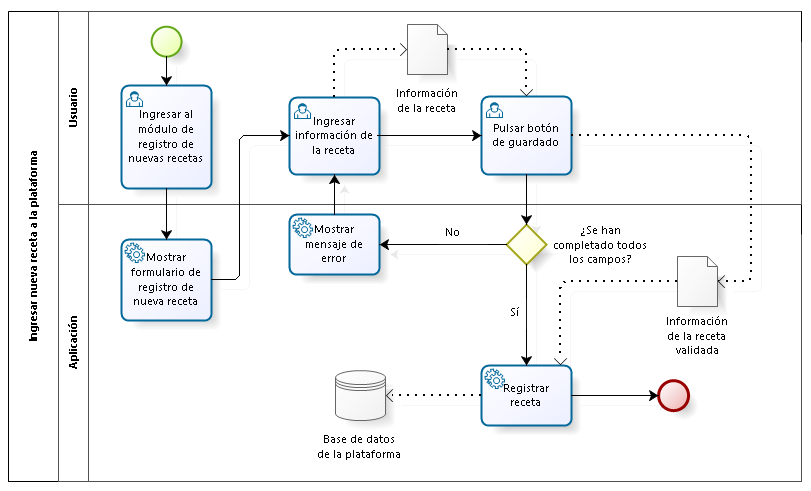 Ingresar nueva receta a la plataforma
Usuario
Ingresar al
módulo de
registro de
nuevas recetas
Ingresar
información de
la receta
Información
de la receta
Pulsar botón
de guardado
Aplicación
Mostrar
formulario de
registro de
nueva receta
Mostrar
mensaje de
error
No
¿Se han
completado todos
los campos?
Sí
Información
de la receta
validada
Registrar
receta
Base de datos
de la plataforma